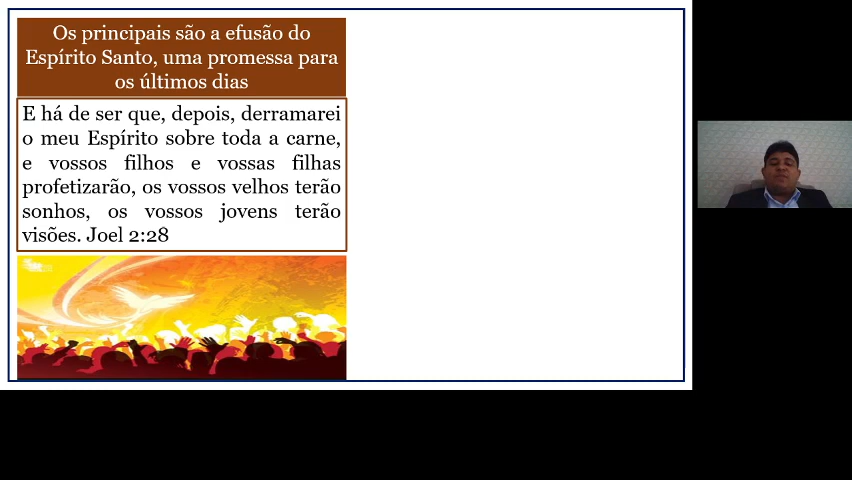 Os principais são a efusão do
Espírito Santo, uma promessa para
os últimos dias
E há de ser que, depois, derramarei
o meu Espírito sobre toda a carne,
e vossos filhos e vossas filhas
profetizarão, os vossos velhos terão
sonhos, os vossos jovens terão
visões. Joel 2:28